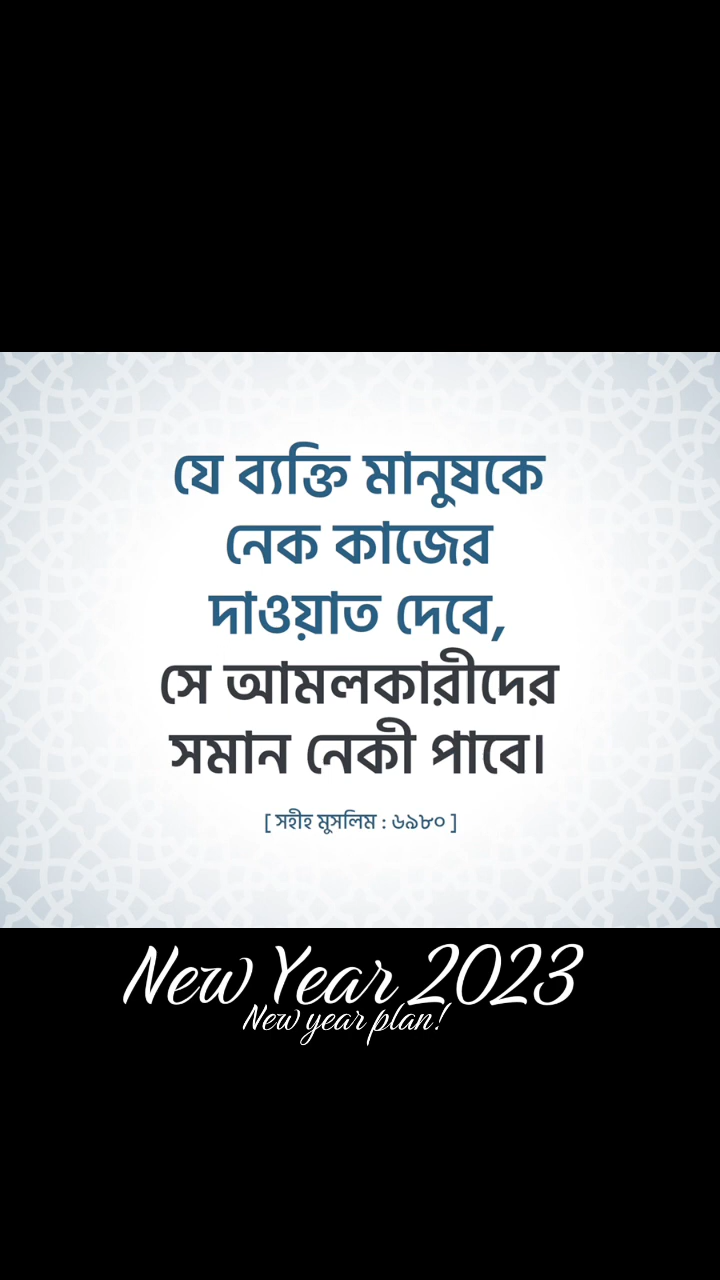 যে ব্যক্তি মানুষকে
নেক কাজের
দাওয়াত দেবে,
সে আমলকারীদের
সমান নেকী পাবে।
[ সহীহ মুসলিম : ৬৯৮০ ]
New Year 2023
New year plan!